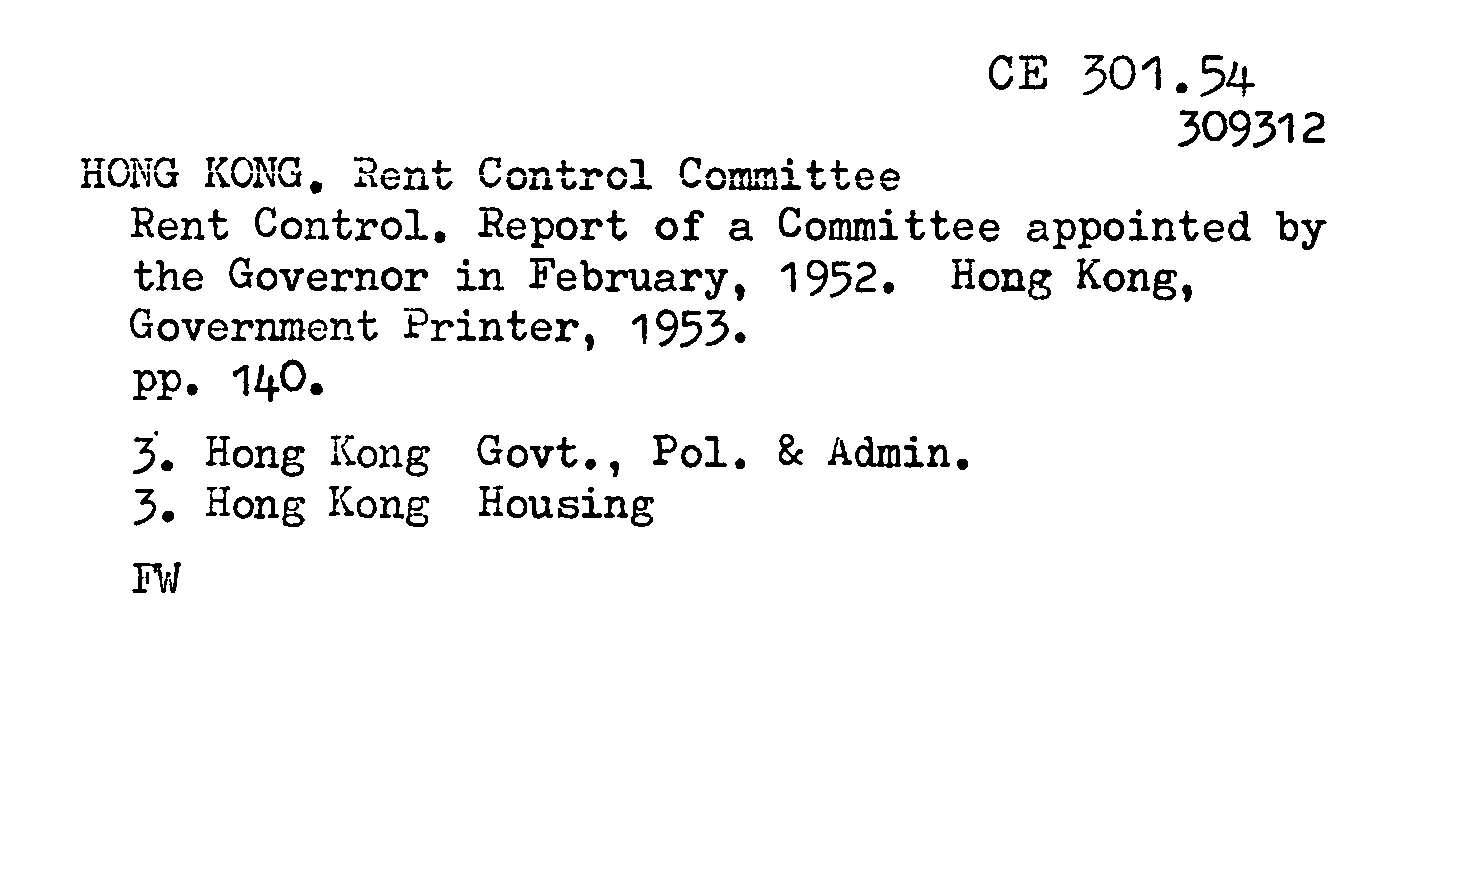 CE 301.54
309312
HONG KONG. Rent Control Committee
Rent Control. Report of a Committee appointed by
the Governor in February, 1952. Hong Kong,
Government Printer, 1953.
pp. 140.
3. Hong Kong Govt., Pol. & Admin.
3. Hong Kong Housing
FW